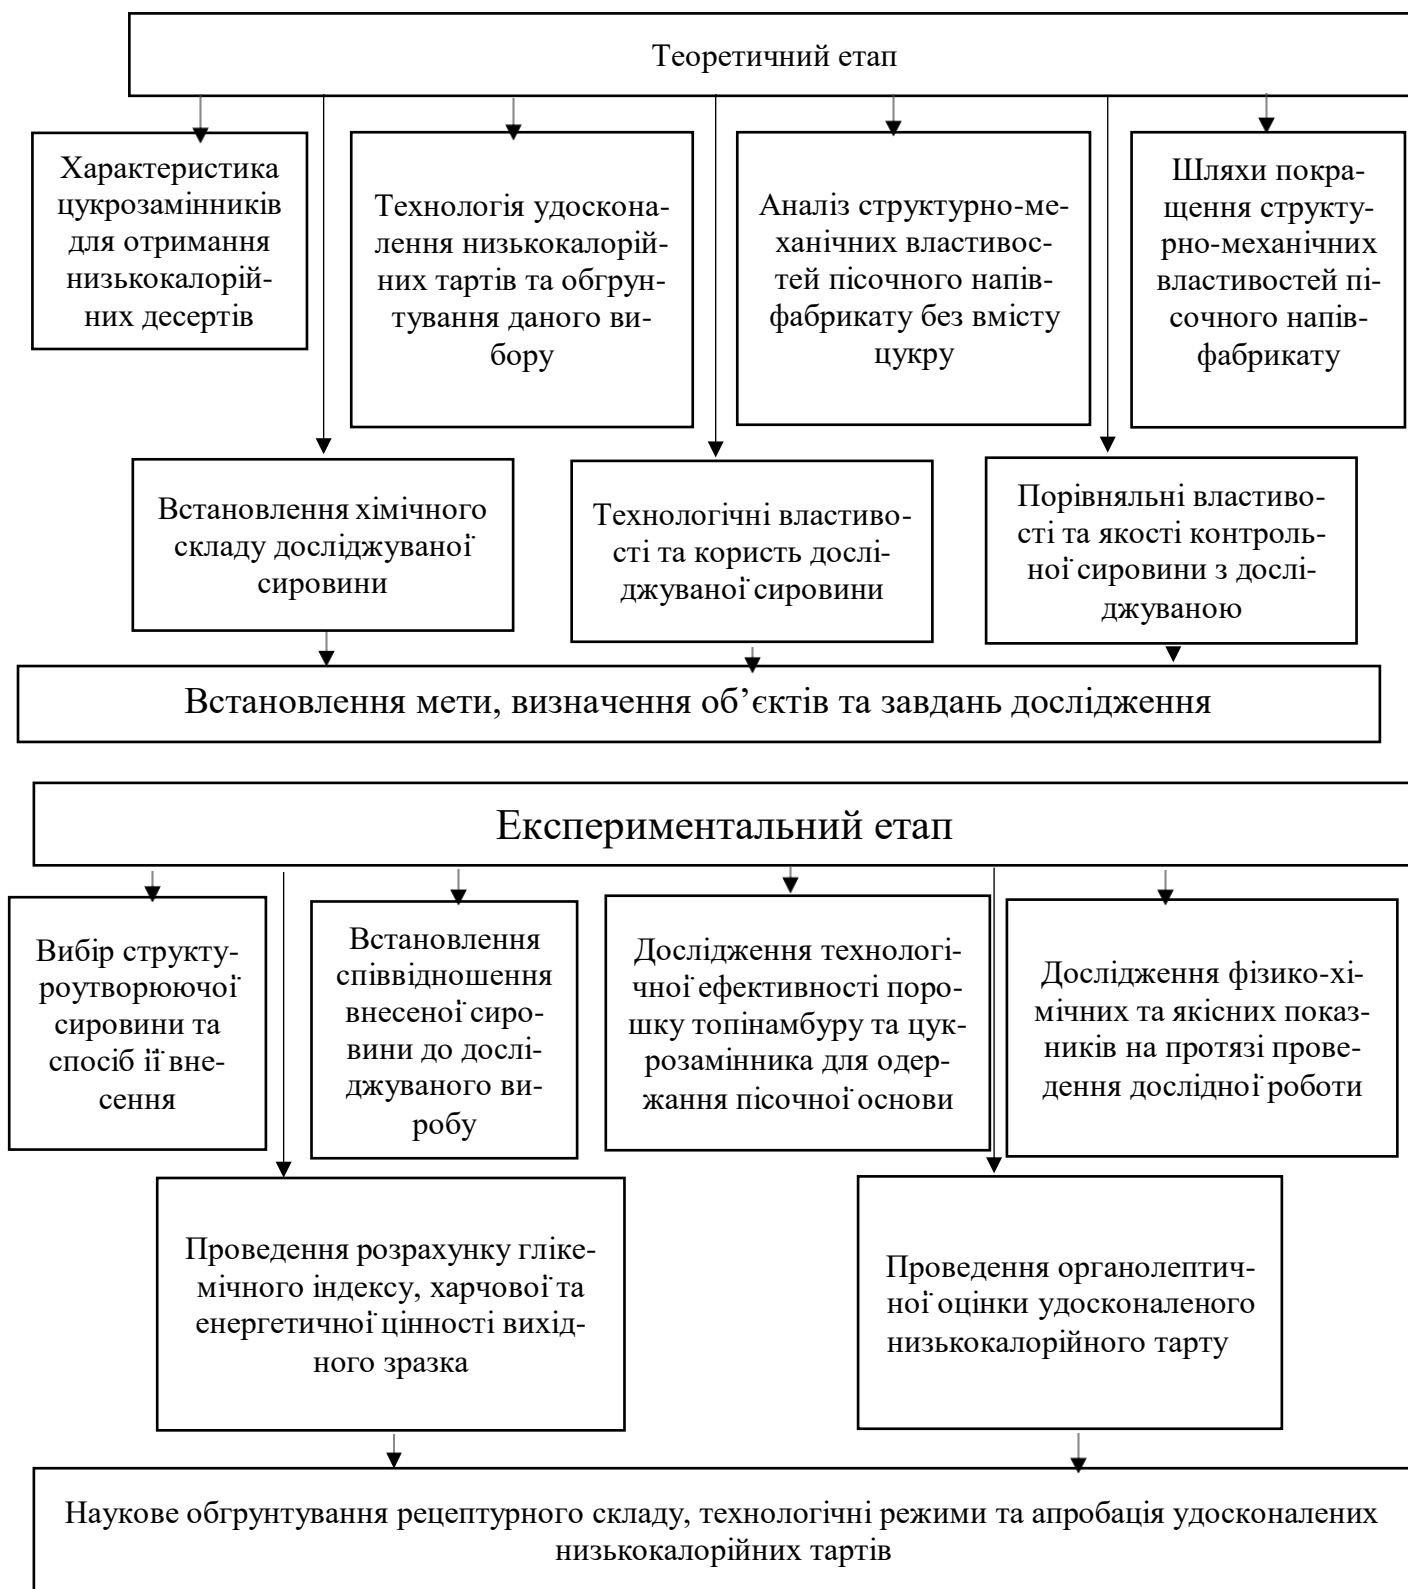 Теоретичний етап
Характеристика
цукрозамінників
для отримання
низькокалорій-
них десертів
Технологія удоскона-
лення низькокалорій-
них тартів та обгрун-
тування даного ви-
бору
Аналіз структурно-ме-
ханічних властивос-
тей пісочного напів-
фабрикату без вмісту
цукру
Шляхи покра-
щення структу-
рно-механічних
властивостей пі-
сочного напів-
фабрикату
Встановлення хімічного
складу досліджуваної
сировини
Технологічні властиво-
сті та користь дослі-
джуваної сировини
Порівняльні властиво-
сті та якості контроль-
ної сировини з дослі-
джуваною
Встановлення мети, визначення об’єктів та завдань дослідження
Експериментальний етап
Вибір структу-
роутворюючої
сировини та
спосіб її вне-
сення
Встановлення
співвідношення
внесеної сиро-
вини до дослі-
джуваного ви-
робу
Дослідження технологі-
чної ефективності поро-
шку топінамбуру та цук-
розамінника для одер-
жання пісочної основи
Дослідження фізико-хі-
мічних та якісних показ-
ників на протязі прове-
дення дослідної роботи
Проведення розрахунку гліке-
мічного індексу, харчової та
енергетичної цінності вихід-
ного зразка
Проведення органолептич-
ної оцінки удосконаленого
низькокалорійного тарту
Наукове обгрунтування рецептурного складу, технологічні режими та апробація удосконалених
низькокалорійних тартів